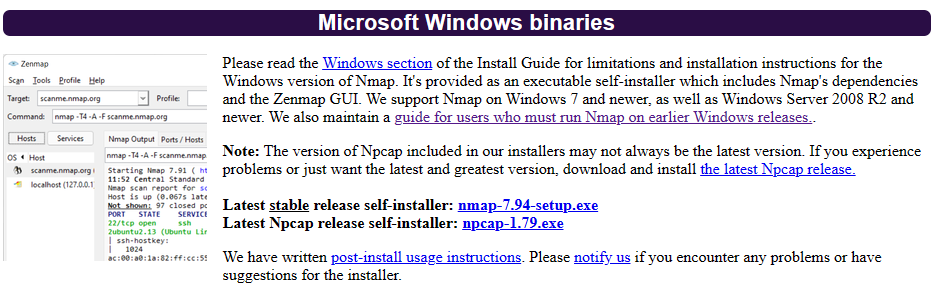 Microsoft Windows binaries
Zenmap
Scan Tools Profile Help
Target: scanme.nmap.org Profile:
Command: nmap -T4 -A -F scanme.nmap.org
Hosts Services Nmap Output Ports / Hosts
OS Host
nmap -T4 -A -F scanme.nmap.
scanme.nmap.org
localhost (127.0.0.1
Starting Nmap 7.91 ( ht
11:52 Central Standard
Nmap scan report for sc
Host is up (0.067s late
Not shown: 97 closed po
PORT STATE SERVICE
22/tcp open ssh
2ubuntu2.13 (Ubuntu Lin
| ssh-hostkey:
| 1024
ac:00:a0:1a:82:ff:cc:55
Please read the Windows section of the Install Guide for limitations and installation instructions for the
Windows version of Nmap. It's provided as an executable self-installer which includes Nmap's dependencies
and the Zenmap GUI. We support Nmap on Windows 7 and newer, as well as Windows Server 2008 R2 and
newer. We also maintain a guide for users who must run Nmap on earlier Windows releases..
Note: The version of Npcap included in our installers may not always be the latest version. If you experience
problems or just want the latest and greatest version, download and install the latest Npcap release.
Latest stable release self-installer: nmap-7.94-setup.exe
Latest Npcap release self-installer: npcap-1.79.exe
We have written post-install usage instructions. Please notify us if you encounter any problems or have
suggestions for the installer.